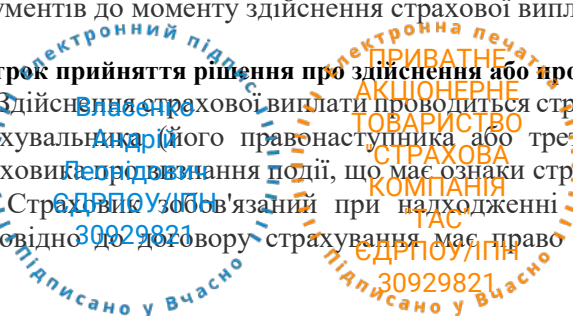 ументів до моменту здійснення страхової випл
трок прийняття рішення про здійснення або про
Здійснення страхової виплати проводиться стр
хувальника (його правонаступника або трет
ховика про визнання події, що має ознаки стр
Страховик зобов'язаний при надходженні
овідно до договору страхування має право
електронний підпис
Власенко
Андрій
Леонідович
ЄДРПОУ/ІПН
30929821
Підписано у Вчасно
електронна печатка
ПРИВАТНЕ
АКЦІОНЕРНЕ
ТОВАРИСТВО
"СТРАХОВА
КОМПАНІЯ
"ТАС"
ЄДРПОУ/ІПН
30929821
Підписано у Вчасно